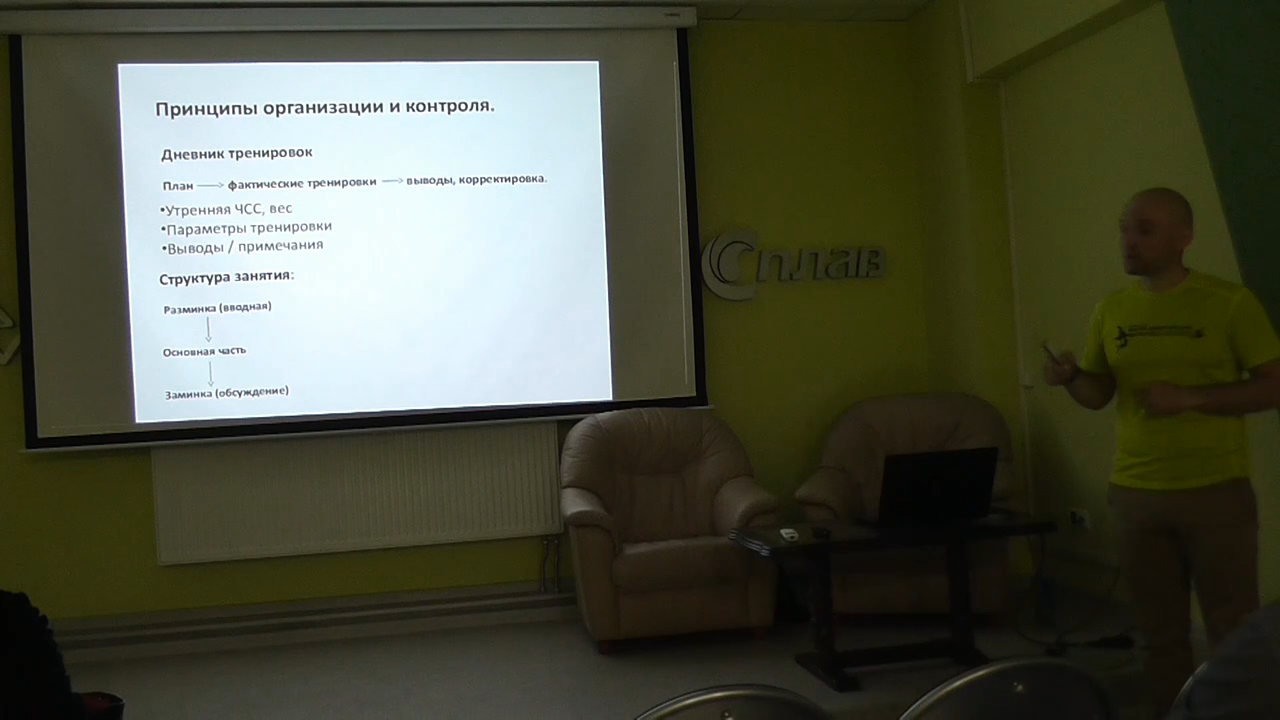 Принципы организации и контроля.
Дневник тренировок
План → фактические тренировки → выводы, корректировка.
•Утренняя ЧСС, вес
•Параметры тренировки
•Выводы / примечания
Структура занятия:
Разминка (вводная)
Основная часть
Заминка (обсуждение)
Сплав